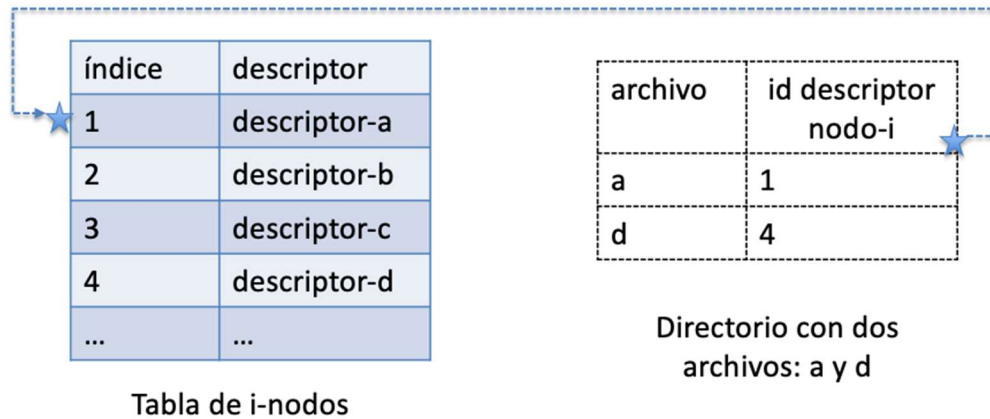 índice descriptor
1 descriptor-a
2 descriptor-b
3 descriptor-c
4 descriptor-d
... ...
Tabla de i-nodos
archivo id descriptor
nodo-i
a 1
d 4
Directorio con dos
archivos: a y d